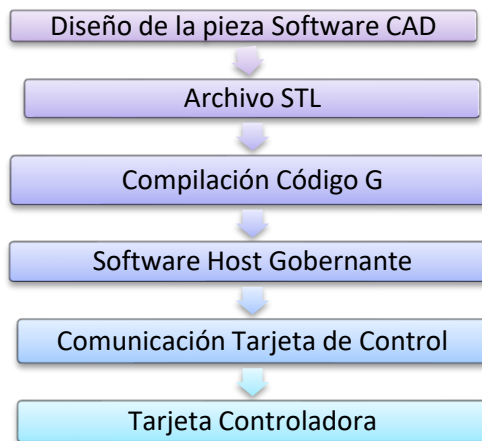 Diseño de la pieza Software CAD
Archivo STL
Compilación Código G
Software Host Gobernante
Comunicación Tarjeta de Control
Tarjeta Controladora